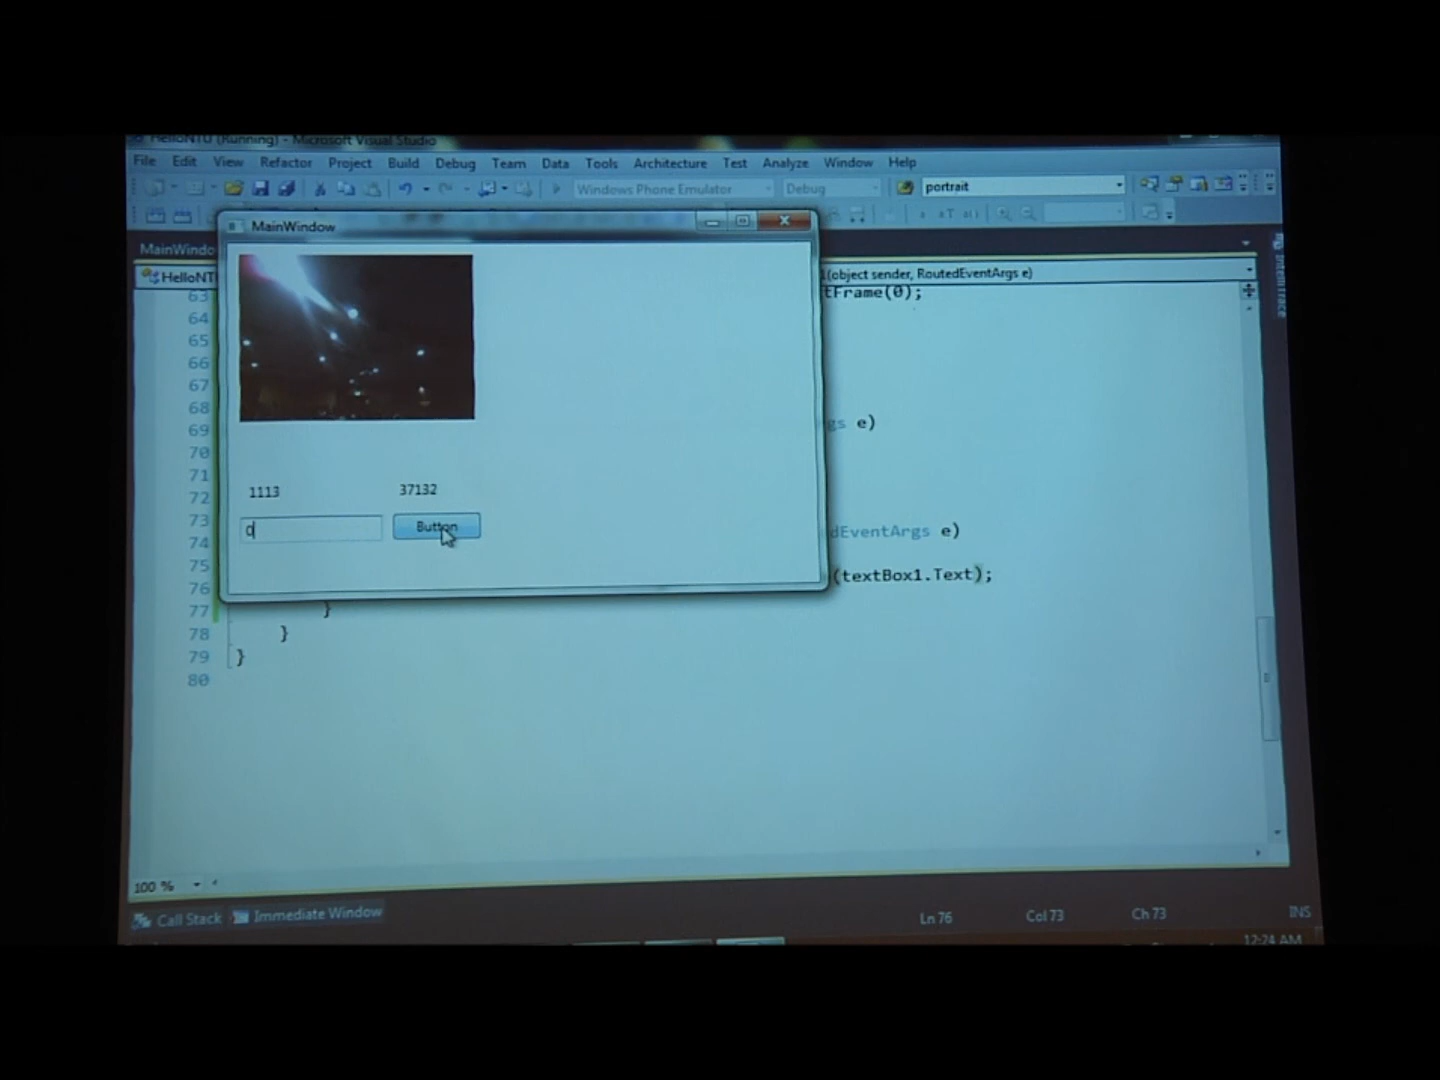 HelloNTU (Running) - Microsoft Visual Studio
File Edit View Refactor Project Build Debug Team Data Tools Architecture Test Analyze Window Help
Windows Phone Emulator Debug portrait
MainWindow
MainWindo
HelloNT
(object sender, RoutedEventArgs e)
63 tFrame(0);
64
65
66
67
68
69 gs e)
70
71
72
73
74 dEventArgs e)
75
76 (textBox1.Text);
77 }
78 }
79 }
80
1113 37132
0 Button
IntelliTrace
100 %
Call Stack Immediate Window Ln 76 Col 73 Ch 73 INS
12:24 AM